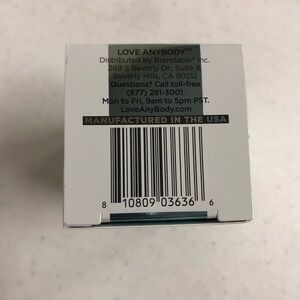 LOVE ANYBODY™
Distributed by Brandable® Inc.
269 S Beverly Dr., Suite 8,
Beverly Hills, CA 90212
Questions? Call toll-free
(877) 281-3001.
Mon to Fri, 9am to 5pm PST.
LoveAnyBody.com
MANUFACTURED IN THE USA
8 10809 03636 6